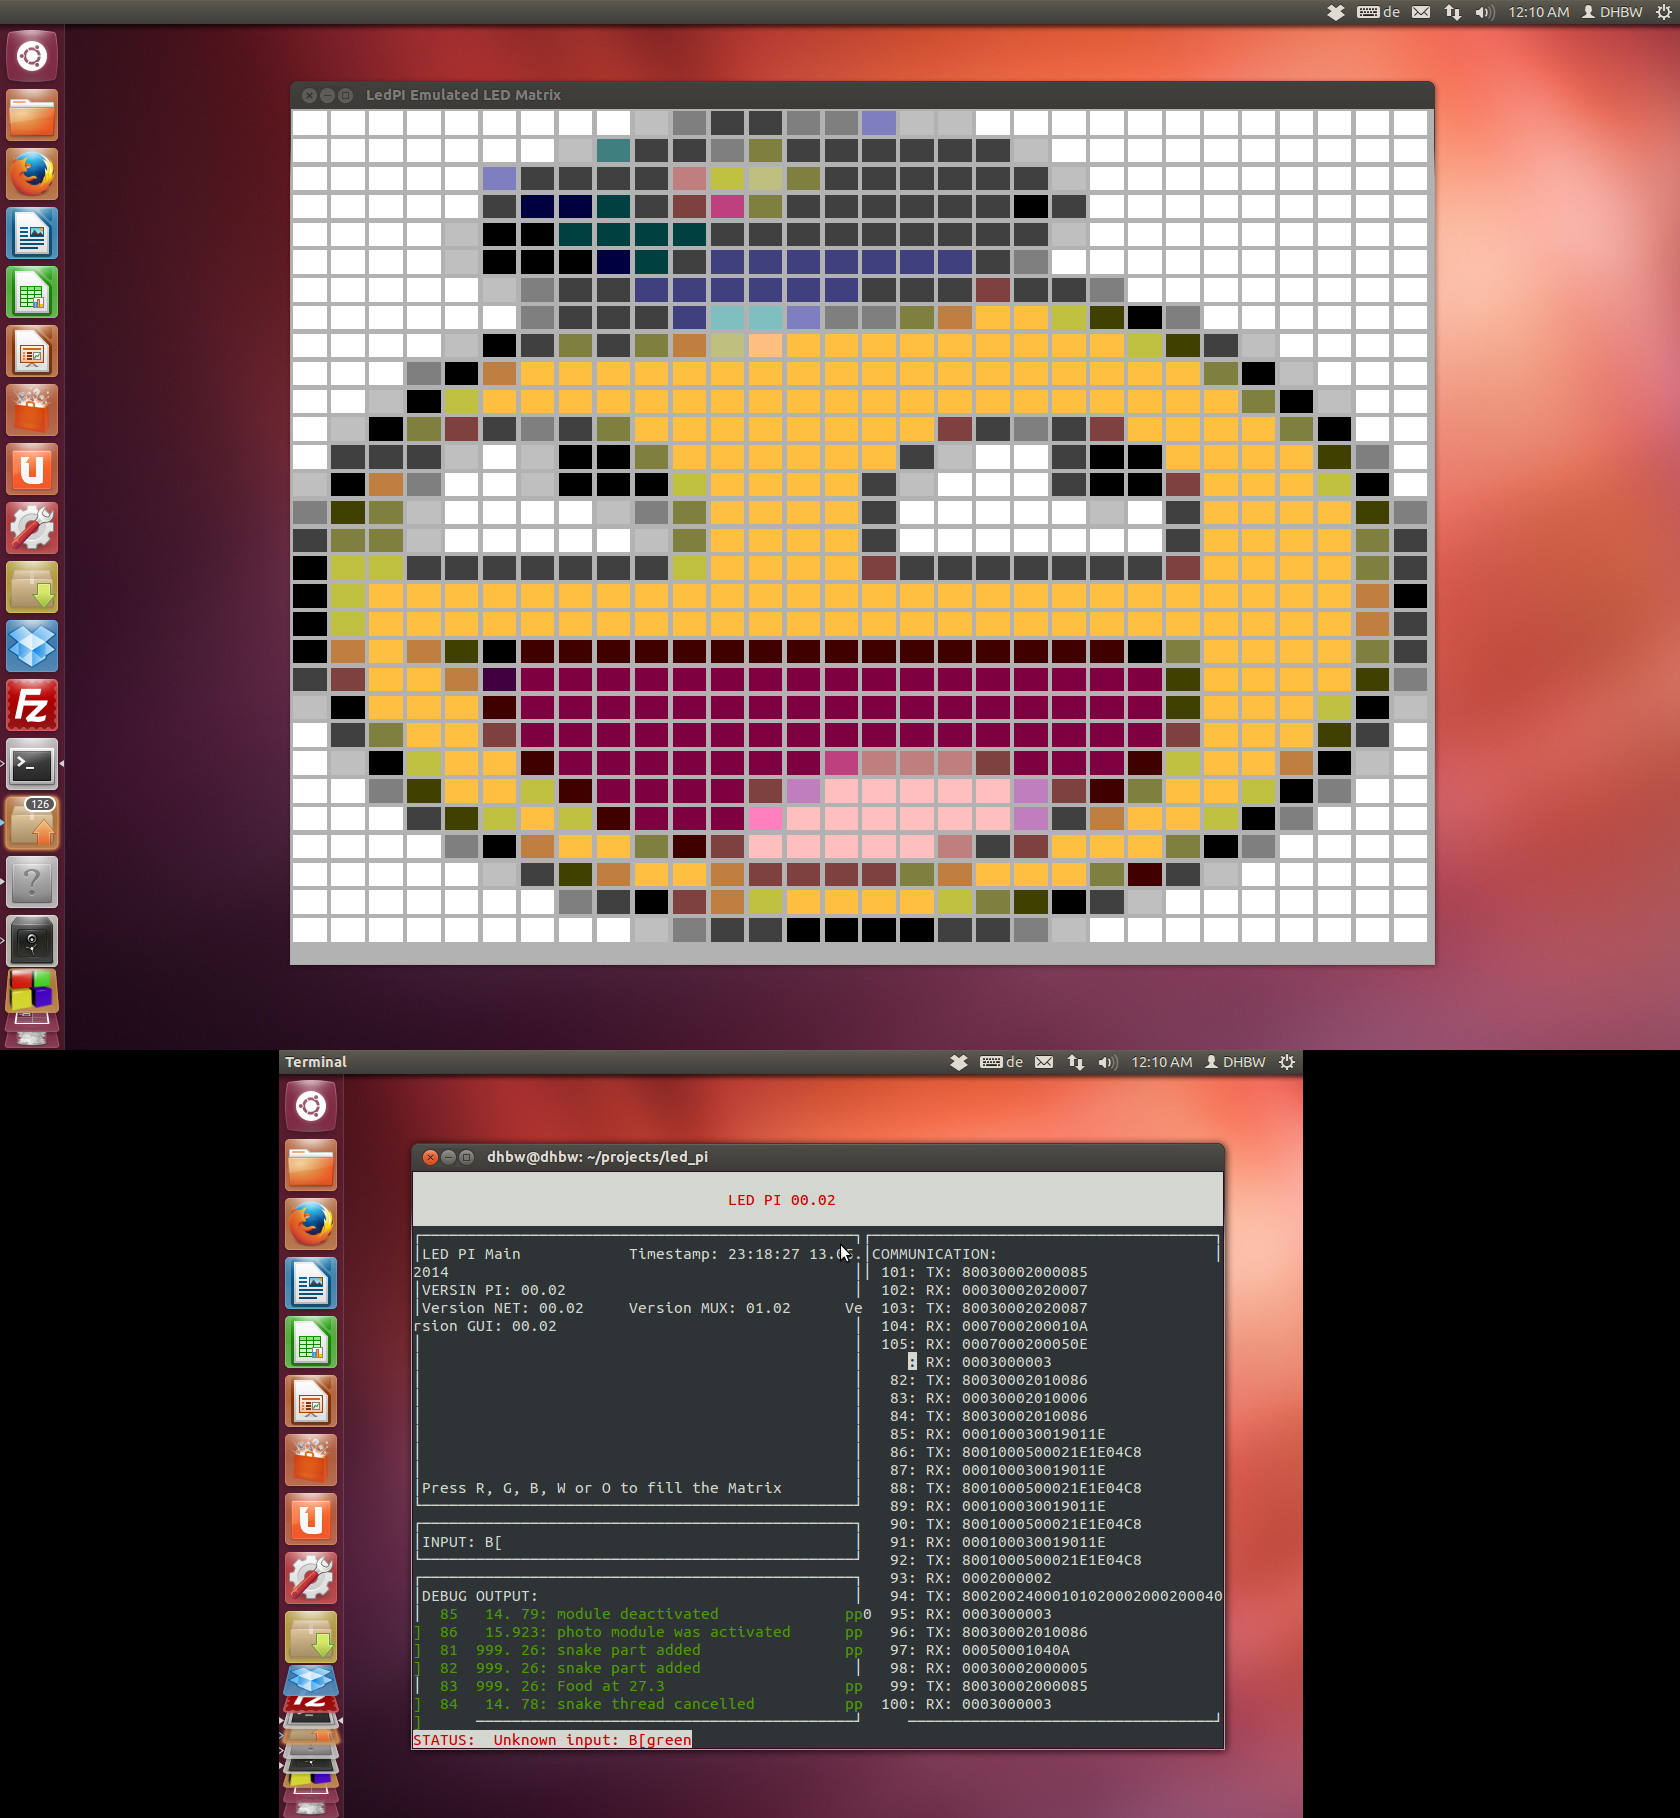 de 12:10 AM DHBW
LedPI Emulated LED Matrix
126
Terminal
de 12:10 AM DHBW
dhbw@dhbw: ~/projects/led_pi
LED PI 00.02
LED PI Main Timestamp: 23:18:27 13.
2014
VERSIN PI: 00.02
Version NET: 00.02 Version MUX: 01.02 Ve
rsion GUI: 00.02
Press R, G, B, W or O to fill the Matrix
INPUT: B[
DEBUG OUTPUT:
85 14. 79: module deactivated pp0
] 86 15.923: photo module was activated pp
] 81 999. 26: snake part added pp
] 82 999. 26: snake part added
83 999. 26: Food at 27.3 pp
] 84 14. 78: snake thread cancelled pp
]
COMMUNICATION:
101: TX: 80030002000085
102: RX: 00030002020007
103: TX: 80030002020087
104: RX: 0007000200010A
105: RX: 0007000200050E
: RX: 0003000003
82: TX: 80030002010086
83: RX: 00030002010006
84: TX: 80030002010086
85: RX: 000100030019011E
86: TX: 8001000500021E1E04C8
87: RX: 000100030019011E
88: TX: 8001000500021E1E04C8
89: RX: 000100030019011E
90: TX: 8001000500021E1E04C8
91: RX: 000100030019011E
92: TX: 8001000500021E1E04C8
93: RX: 0002000002
94: TX: 80020024000101020002000200040
95: RX: 0003000003
96: TX: 80030002010086
97: RX: 00050001040A
98: RX: 00030002000005
99: TX: 80030002000085
100: RX: 0003000003
STATUS: Unknown input: B[green